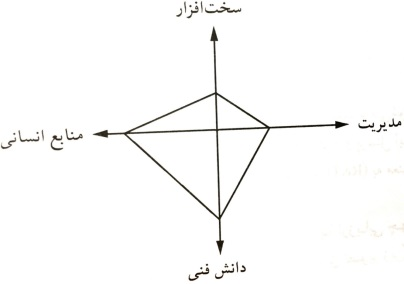 سخت‌افزار
مدیریت
منابع انسانی
دانش فنی